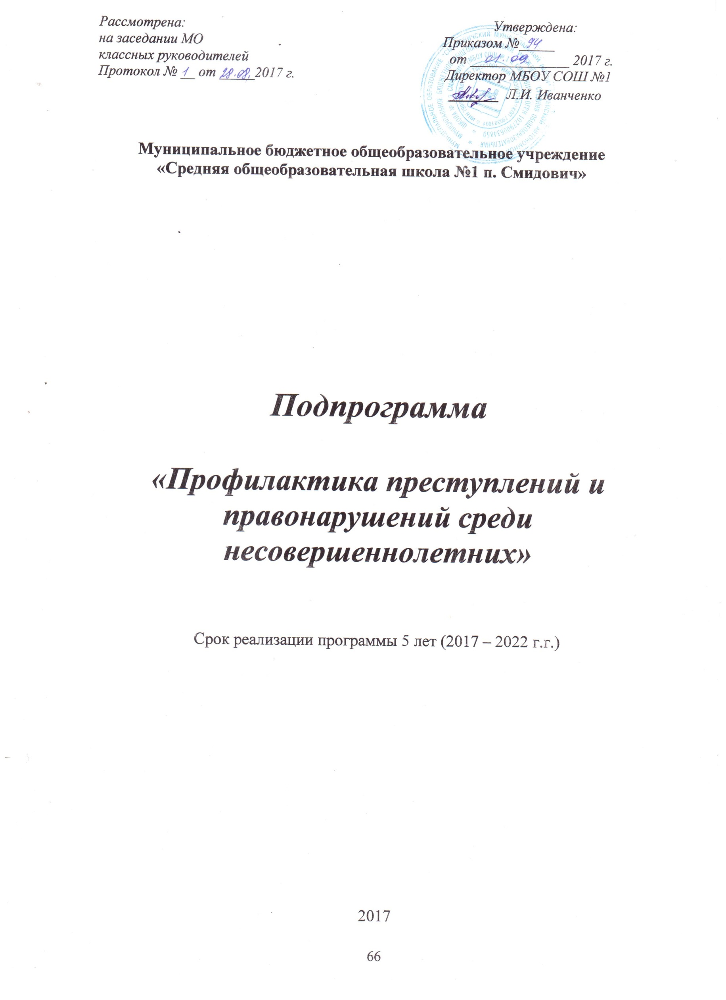 Рассмотрена:
на заседании МО
классных руководителей
Протокол № 1 от 28.08.2017 г.
Утверждена:
Приказом № 94
от 01.09 2017 г.
Директор МБОУ СОШ №1
Л.И. Иванченко
Муниципальное бюджетное общеобразовательное учреждение
«Средняя общеобразовательная школа №1 п. Смидович»
Подпрограмма
«Профилактика преступлений и
правонарушений среди
несовершеннолетних»
Срок реализации программы 5 лет (2017 – 2022 г.г.)
2017
66